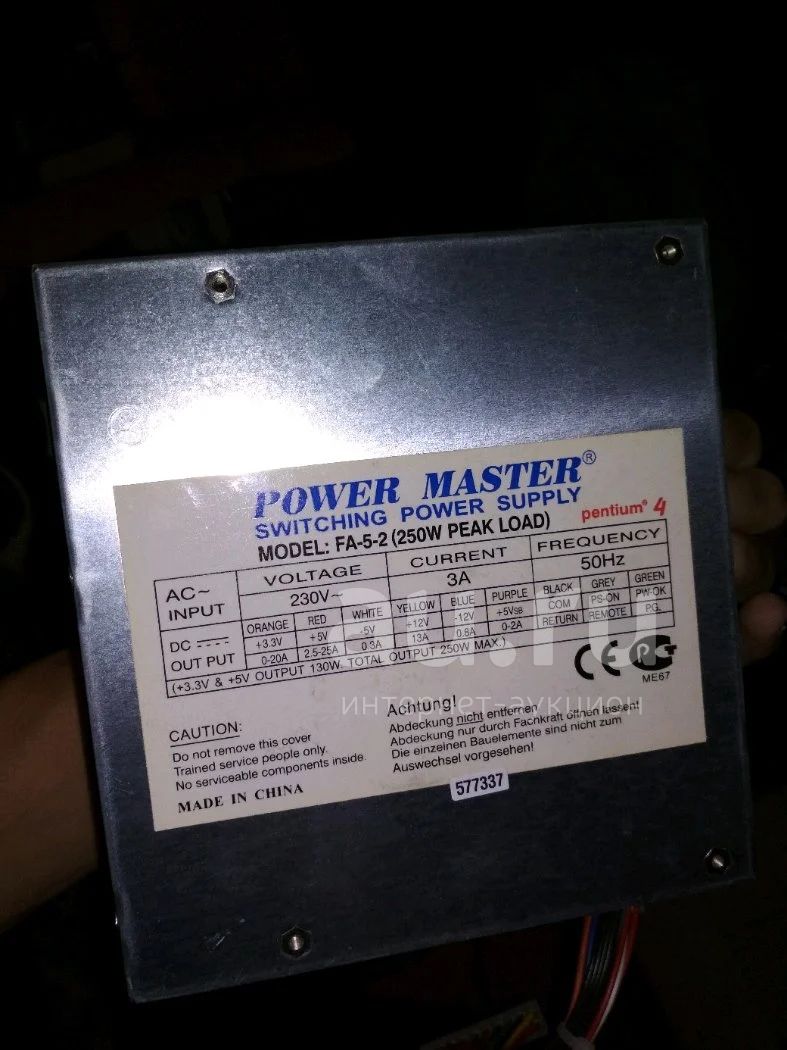 POWER MASTER®
SWITCHING POWER SUPPLY
pentium® 4
MODEL: FA-5-2 (250W PEAK LOAD)
AC~ INPUT VOLTAGE CURRENT FREQUENCY
230V~ 3A 50Hz
DC OUT PUT ORANGE RED WHITE YELLOW BLUE PURPLE BLACK GREY GREEN
+3.3V +5V -5V +12V -12V +5VSB COM PS-ON PW-OK
0-20A 2.5-25A 0.3A 13A 0.8A 0-2A RETURN REMOTE PG.
(+3.3V & +5V OUTPUT 130W. TOTAL OUTPUT 250W MAX.)
au.ru
интернет-аукцион
CE
ME67
CAUTION:
Do not remove this cover
Trained service people only.
No serviceable components inside.
MADE IN CHINA
Achtung!
Abdeckung nicht entfernen
Abdeckung nur durch Fachkraft öffnen lassen!
Die einzelnen Bauelemente sind nicht zum
Auswechsel vorgesehen!
577337